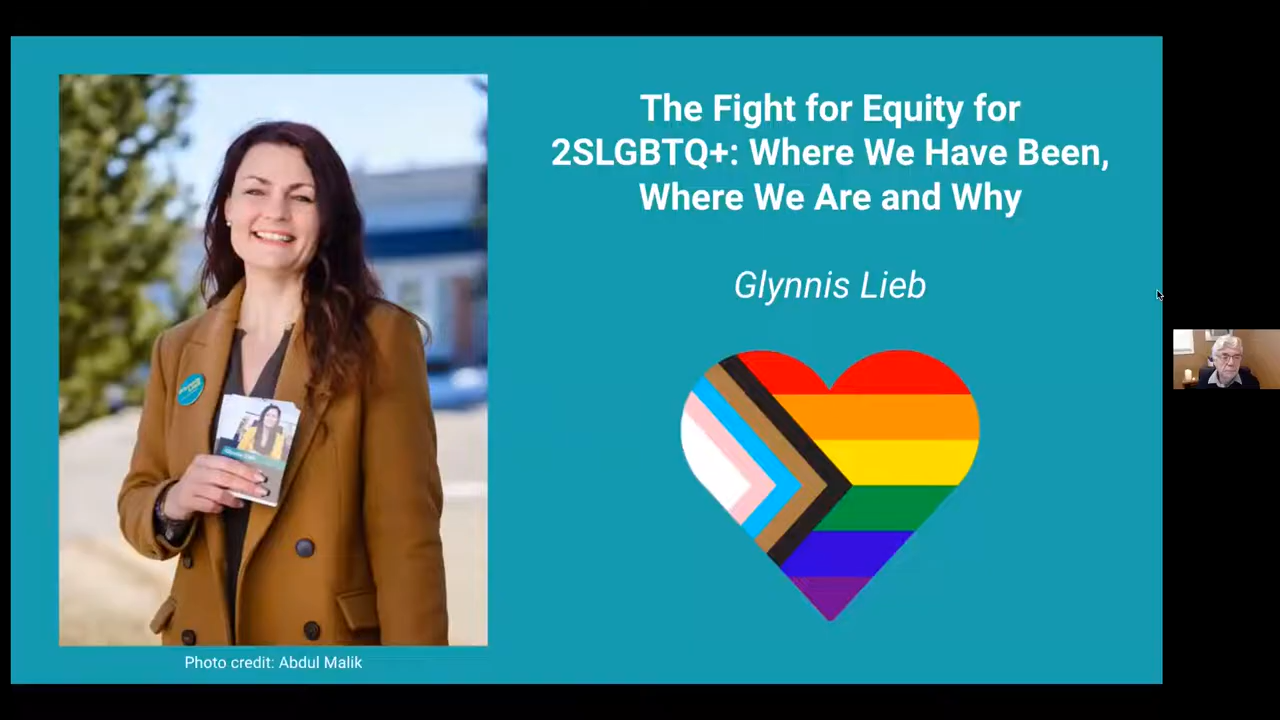 The Fight for Equity for
2SLGBTQ+: Where We Have Been,
Where We Are and Why
Glynnis Lieb
Photo credit: Abdul Malik